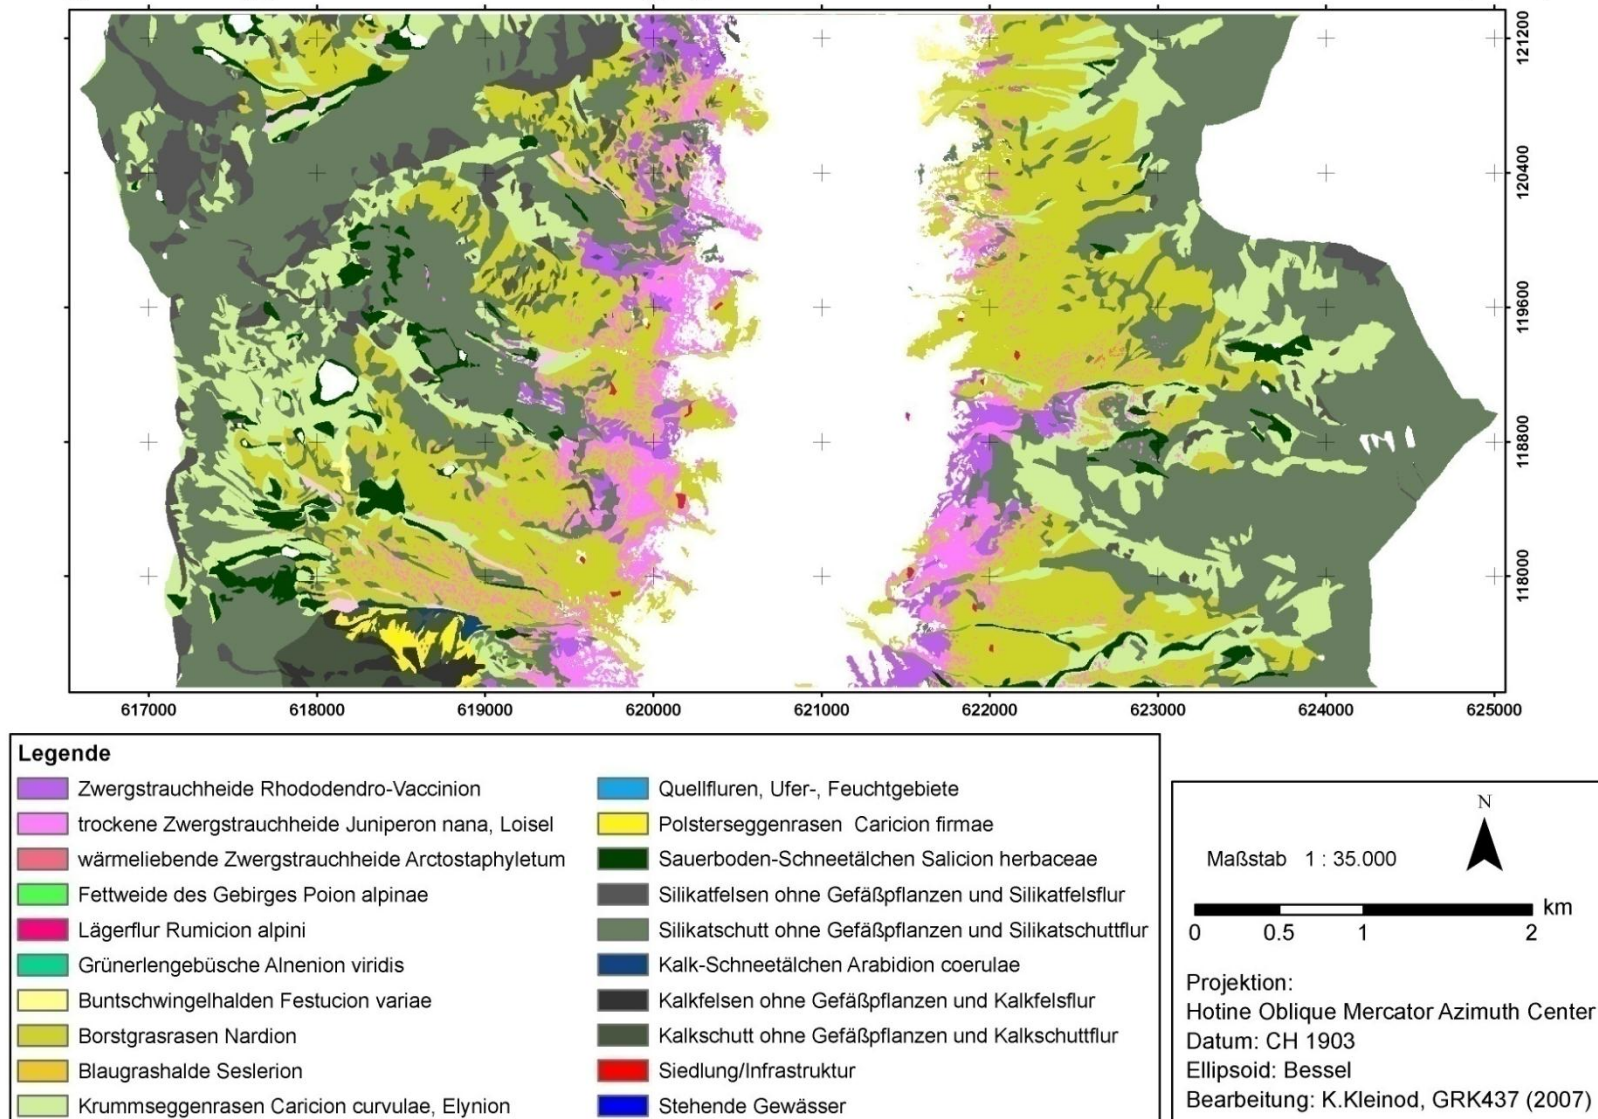 121200
120400
119600
118800
118000
617000 618000 619000 620000 621000 622000 623000 624000 625000
Legende
Zwergstrauchheide Rhododendro-Vaccinion
trockene Zwergstrauchheide Juniperon nana, Loisel
wärmeliebende Zwergstrauchheide Arctostaphyletum
Fettweide des Gebirges Poion alpinae
Lägerflur Rumicion alpini
Grünerlengebüsche Alnenion viridis
Buntschwingelhalden Festucion variae
Borstgrasrasen Nardion
Blaugrashalde Seslerion
Krummseggenrasen Caricion curvulae, Elynion
Quellfluren, Ufer-, Feuchtgebiete
Polsterseggenrasen Caricion firmae
Sauerboden-Schneetälchen Salicion herbaceae
Silikatfelsen ohne Gefäßpflanzen und Silikatfelsflur
Silikatschutt ohne Gefäßpflanzen und Silikatschuttflur
Kalk-Schneetälchen Arabidion coerulae
Kalkfelsen ohne Gefäßpflanzen und Kalkfelsflur
Kalkschutt ohne Gefäßpflanzen und Kalkschuttflur
Siedlung/Infrastruktur
Stehende Gewässer
N
Maßstab 1 : 35.000
km
0 0.5 1 2
Projektion:
Hotine Oblique Mercator Azimuth Center
Datum: CH 1903
Ellipsoid: Bessel
Bearbeitung: K.Kleinod, GRK437 (2007)